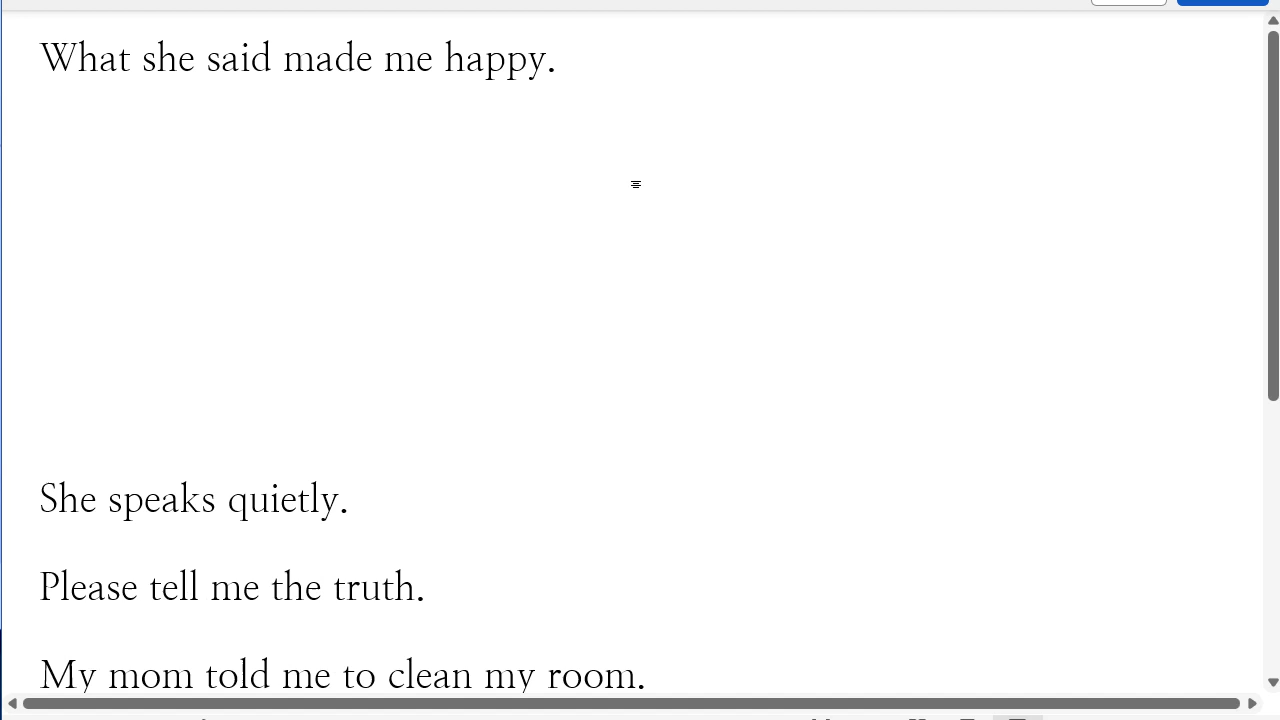 What she said made me happy.
She speaks quietly.
Please tell me the truth.
My mom told me to clean my room.